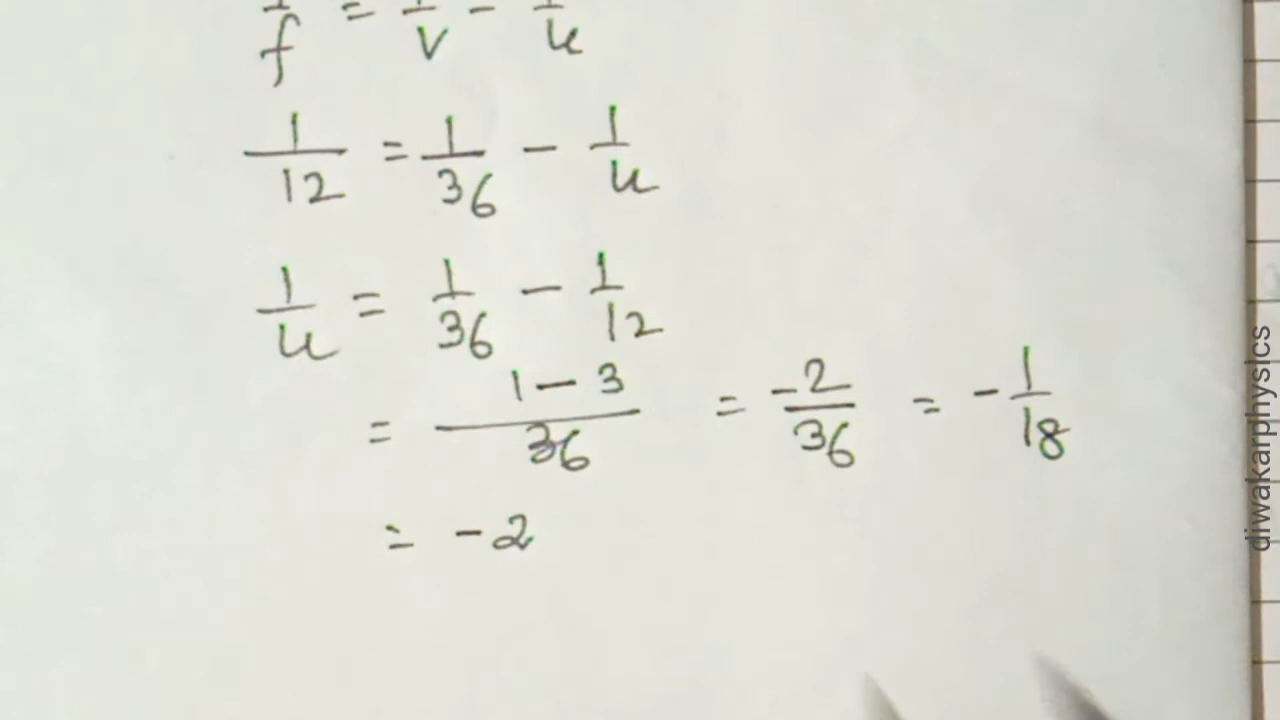 1/f = 1/v - 1/u
1/12 = 1/36 - 1/u
1/u = 1/36 - 1/12
= 1 - 3/36 = -2/36 = -1/18
= -2
diwakarphysics